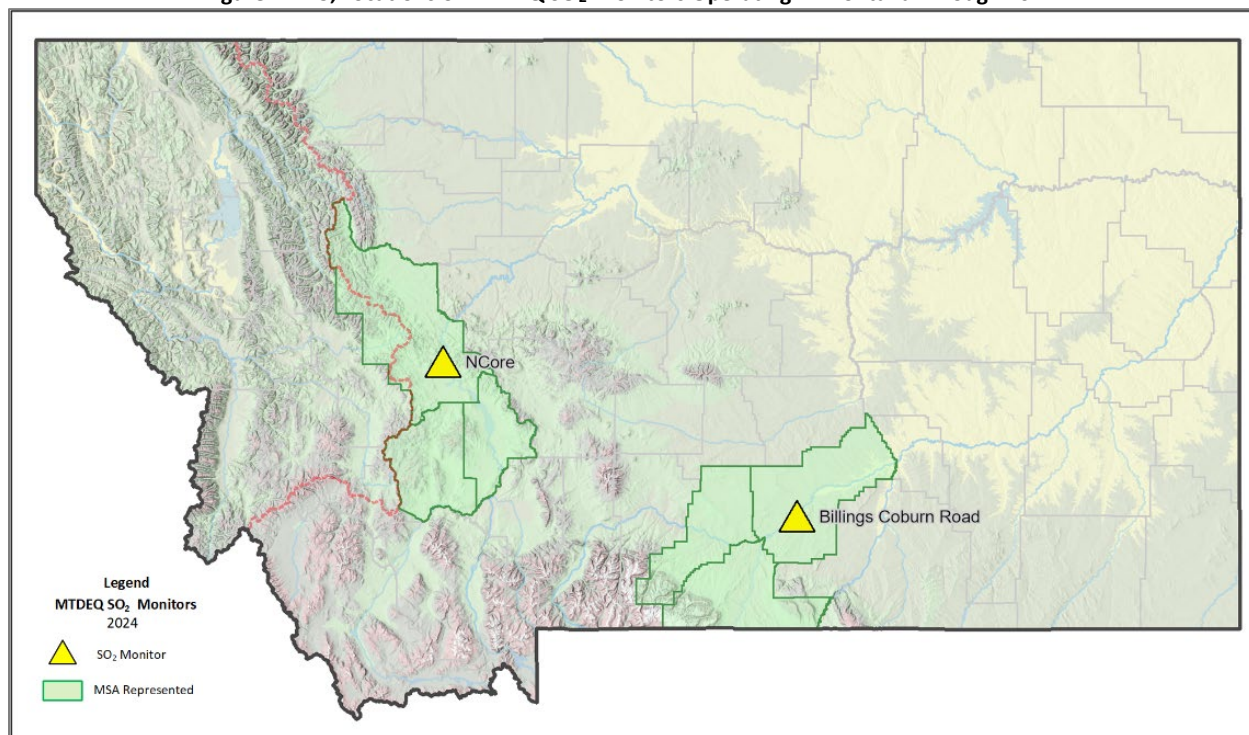 NCore
Billings Coburn Road
Legend
MTDEQ SO₂ Monitors
2024
SO₂ Monitor
MSA Represented